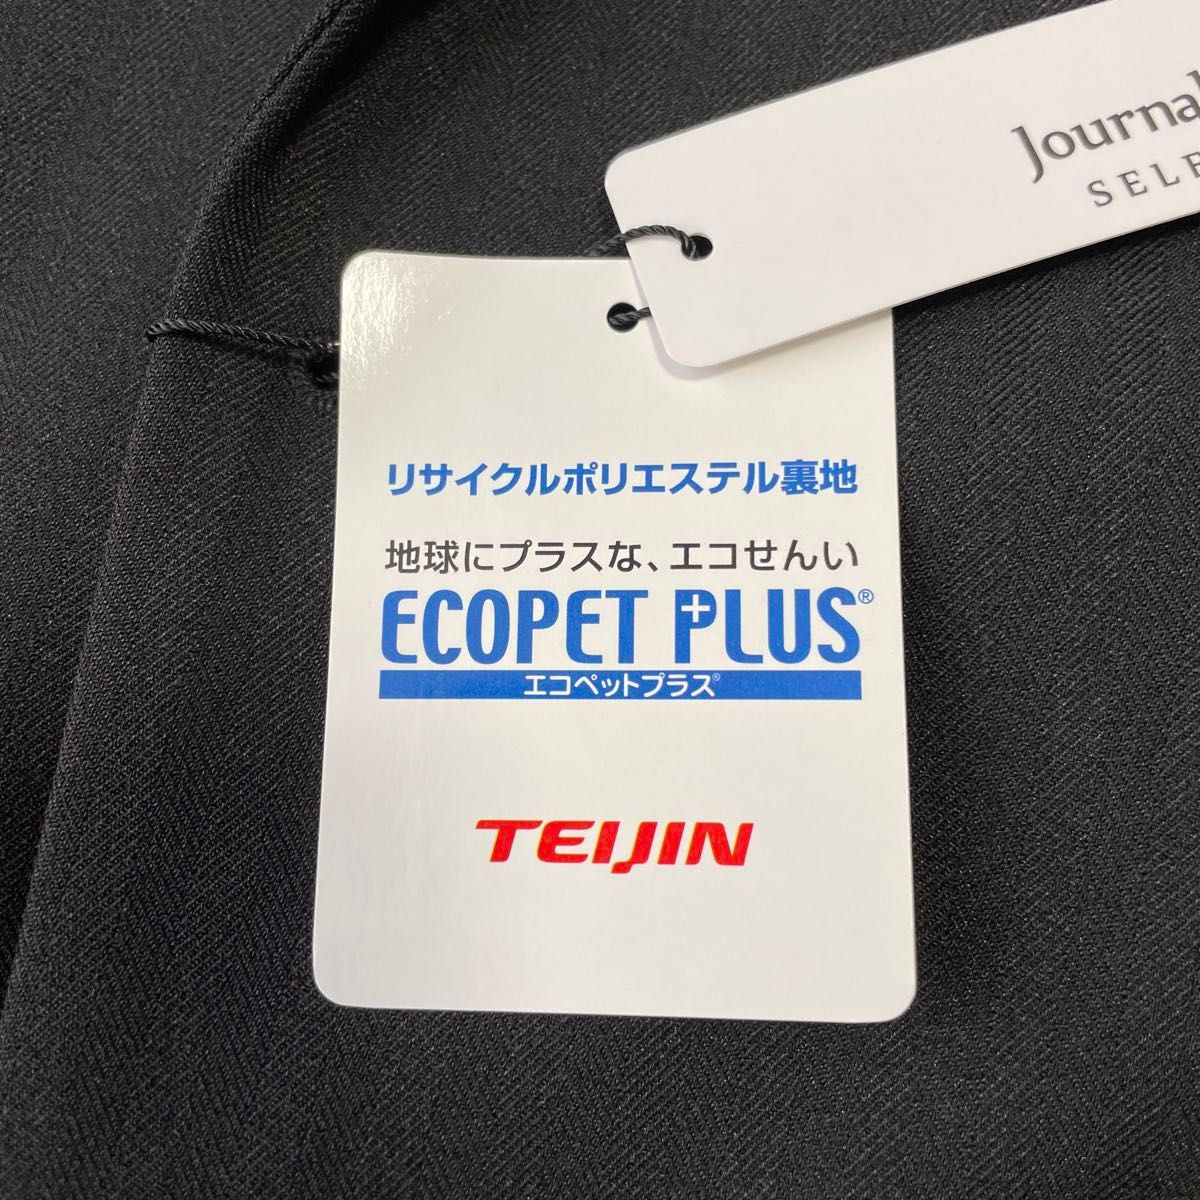 Journal
リサイクルポリエステル裏地
地球にプラスな、エコせんい
ECOPET PLUS®
エコペットプラス®
TEIJIN